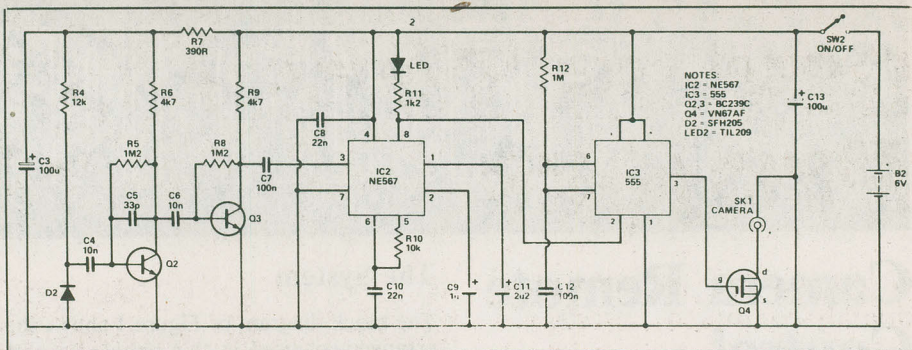 2
R7
390R
SW2
ON/OFF
R4
12k
R6
4k7
R9
4k7
LED
R11
1k2
R12
1M
NOTES:
IC2 = NE567
IC3 = 555
Q2,3 = BC239C
Q4 = VN67AF
D2 = SFH205
LED2 = TIL209
C13
100u
+
C8
22n
4
8
R5
1M2
R8
1M2
C3
100u
+
C7
100n
3
IC2
NE567
1
7
2
6
5
6
IC3
555
3
7
2
1
B2
6V
SK1
CAMERA
C5
33p
C6
10n
Q3
C4
10n
Q2
R10
10k
D2
C10
22n
C9
+
C11
2u2
+
C12
100n
g
d
s
Q4